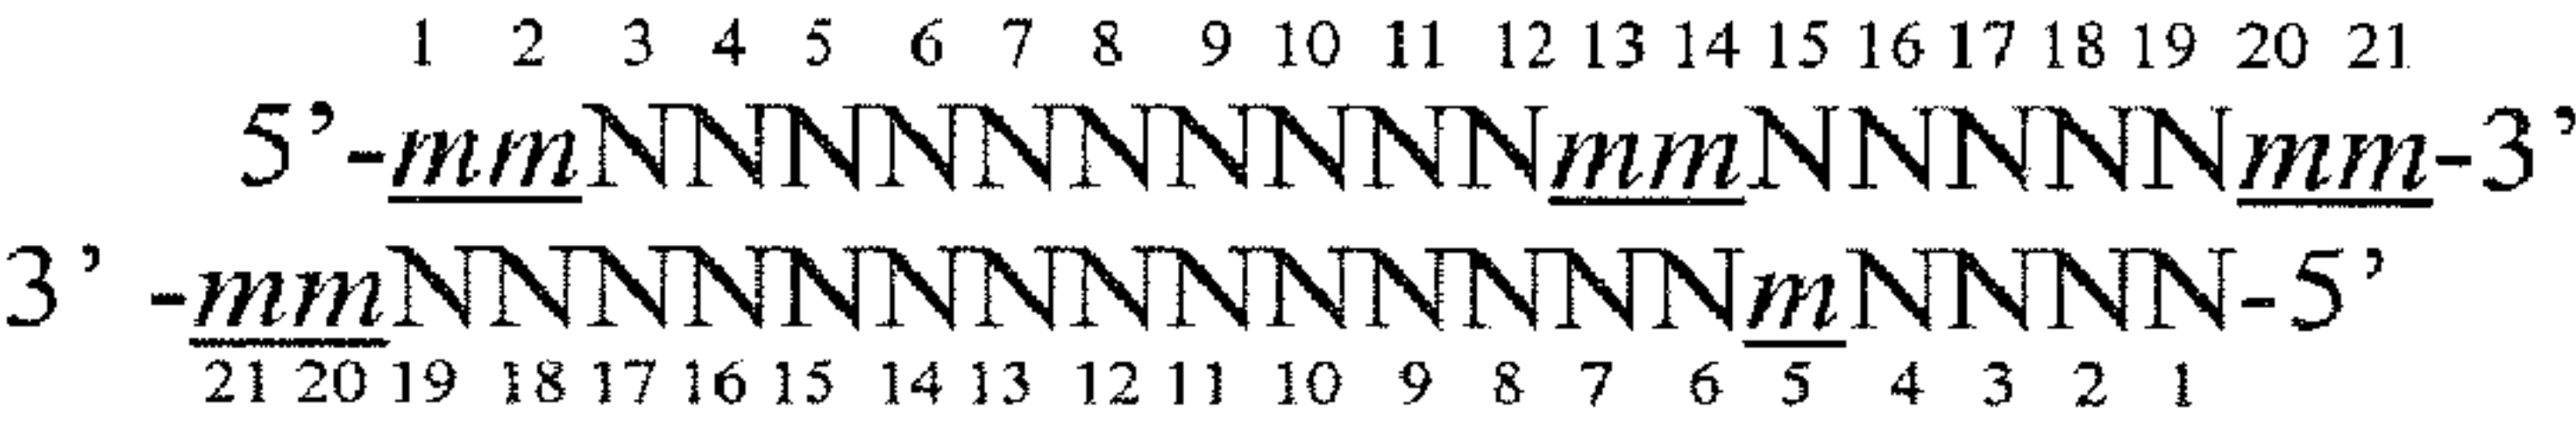 1 2 3 4 5 6 7 8 9 10 11 12 13 14 15 16 17 18 19 20 21
5’-mmNNNNNNNNNNmmNNNNNmm-3’
3’ -mmNNNNNNNNNNNNNNmNNNN-5’
21 20 19 18 17 16 15 14 13 12 11 10 9 8 7 6 5 4 3 2 1